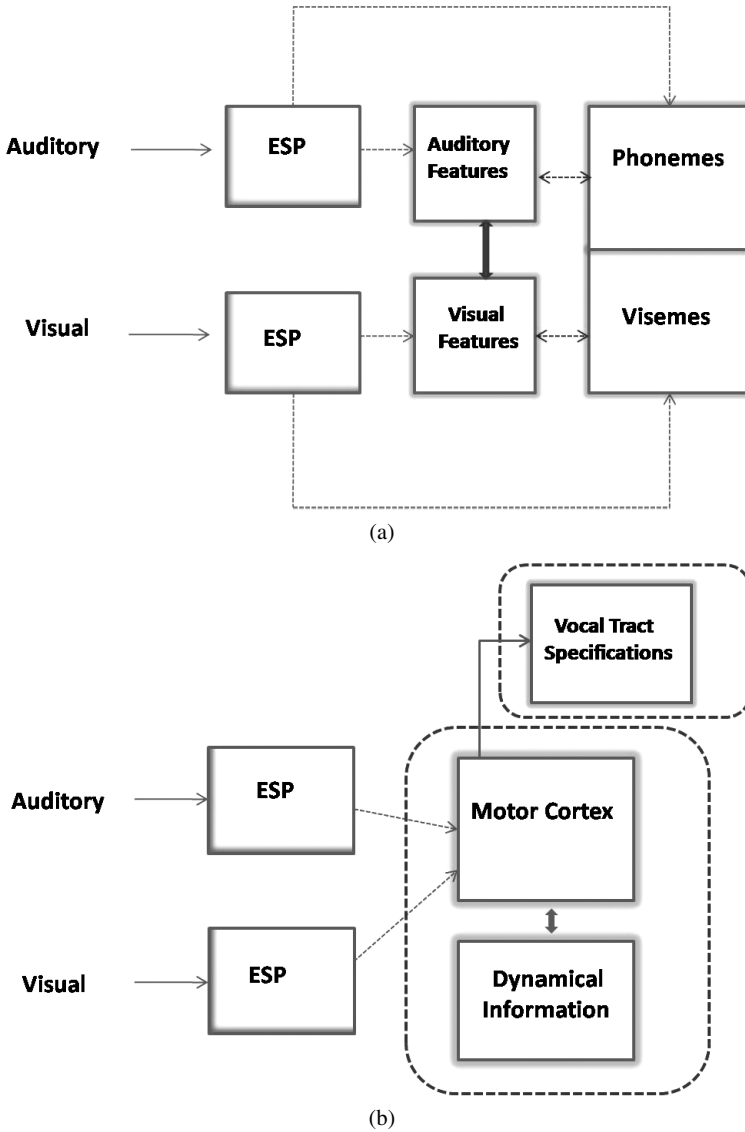 Auditory
ESP
Auditory
Features
Phonemes
Visual
ESP
Visual
Features
Visemes
(a)
Vocal Tract
Specifications
Auditory
ESP
Motor Cortex
Visual
ESP
Dynamical
Information
(b)